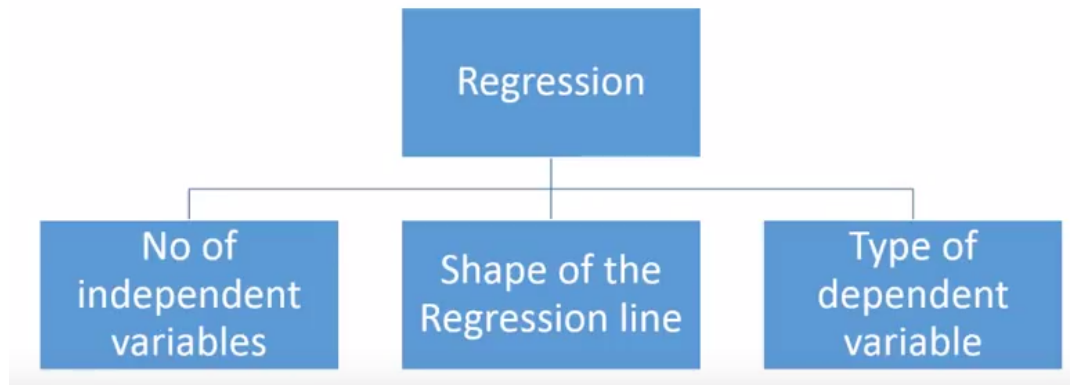 Regression
No of
independent
variables
Shape of the
Regression line
Type of
dependent
variable